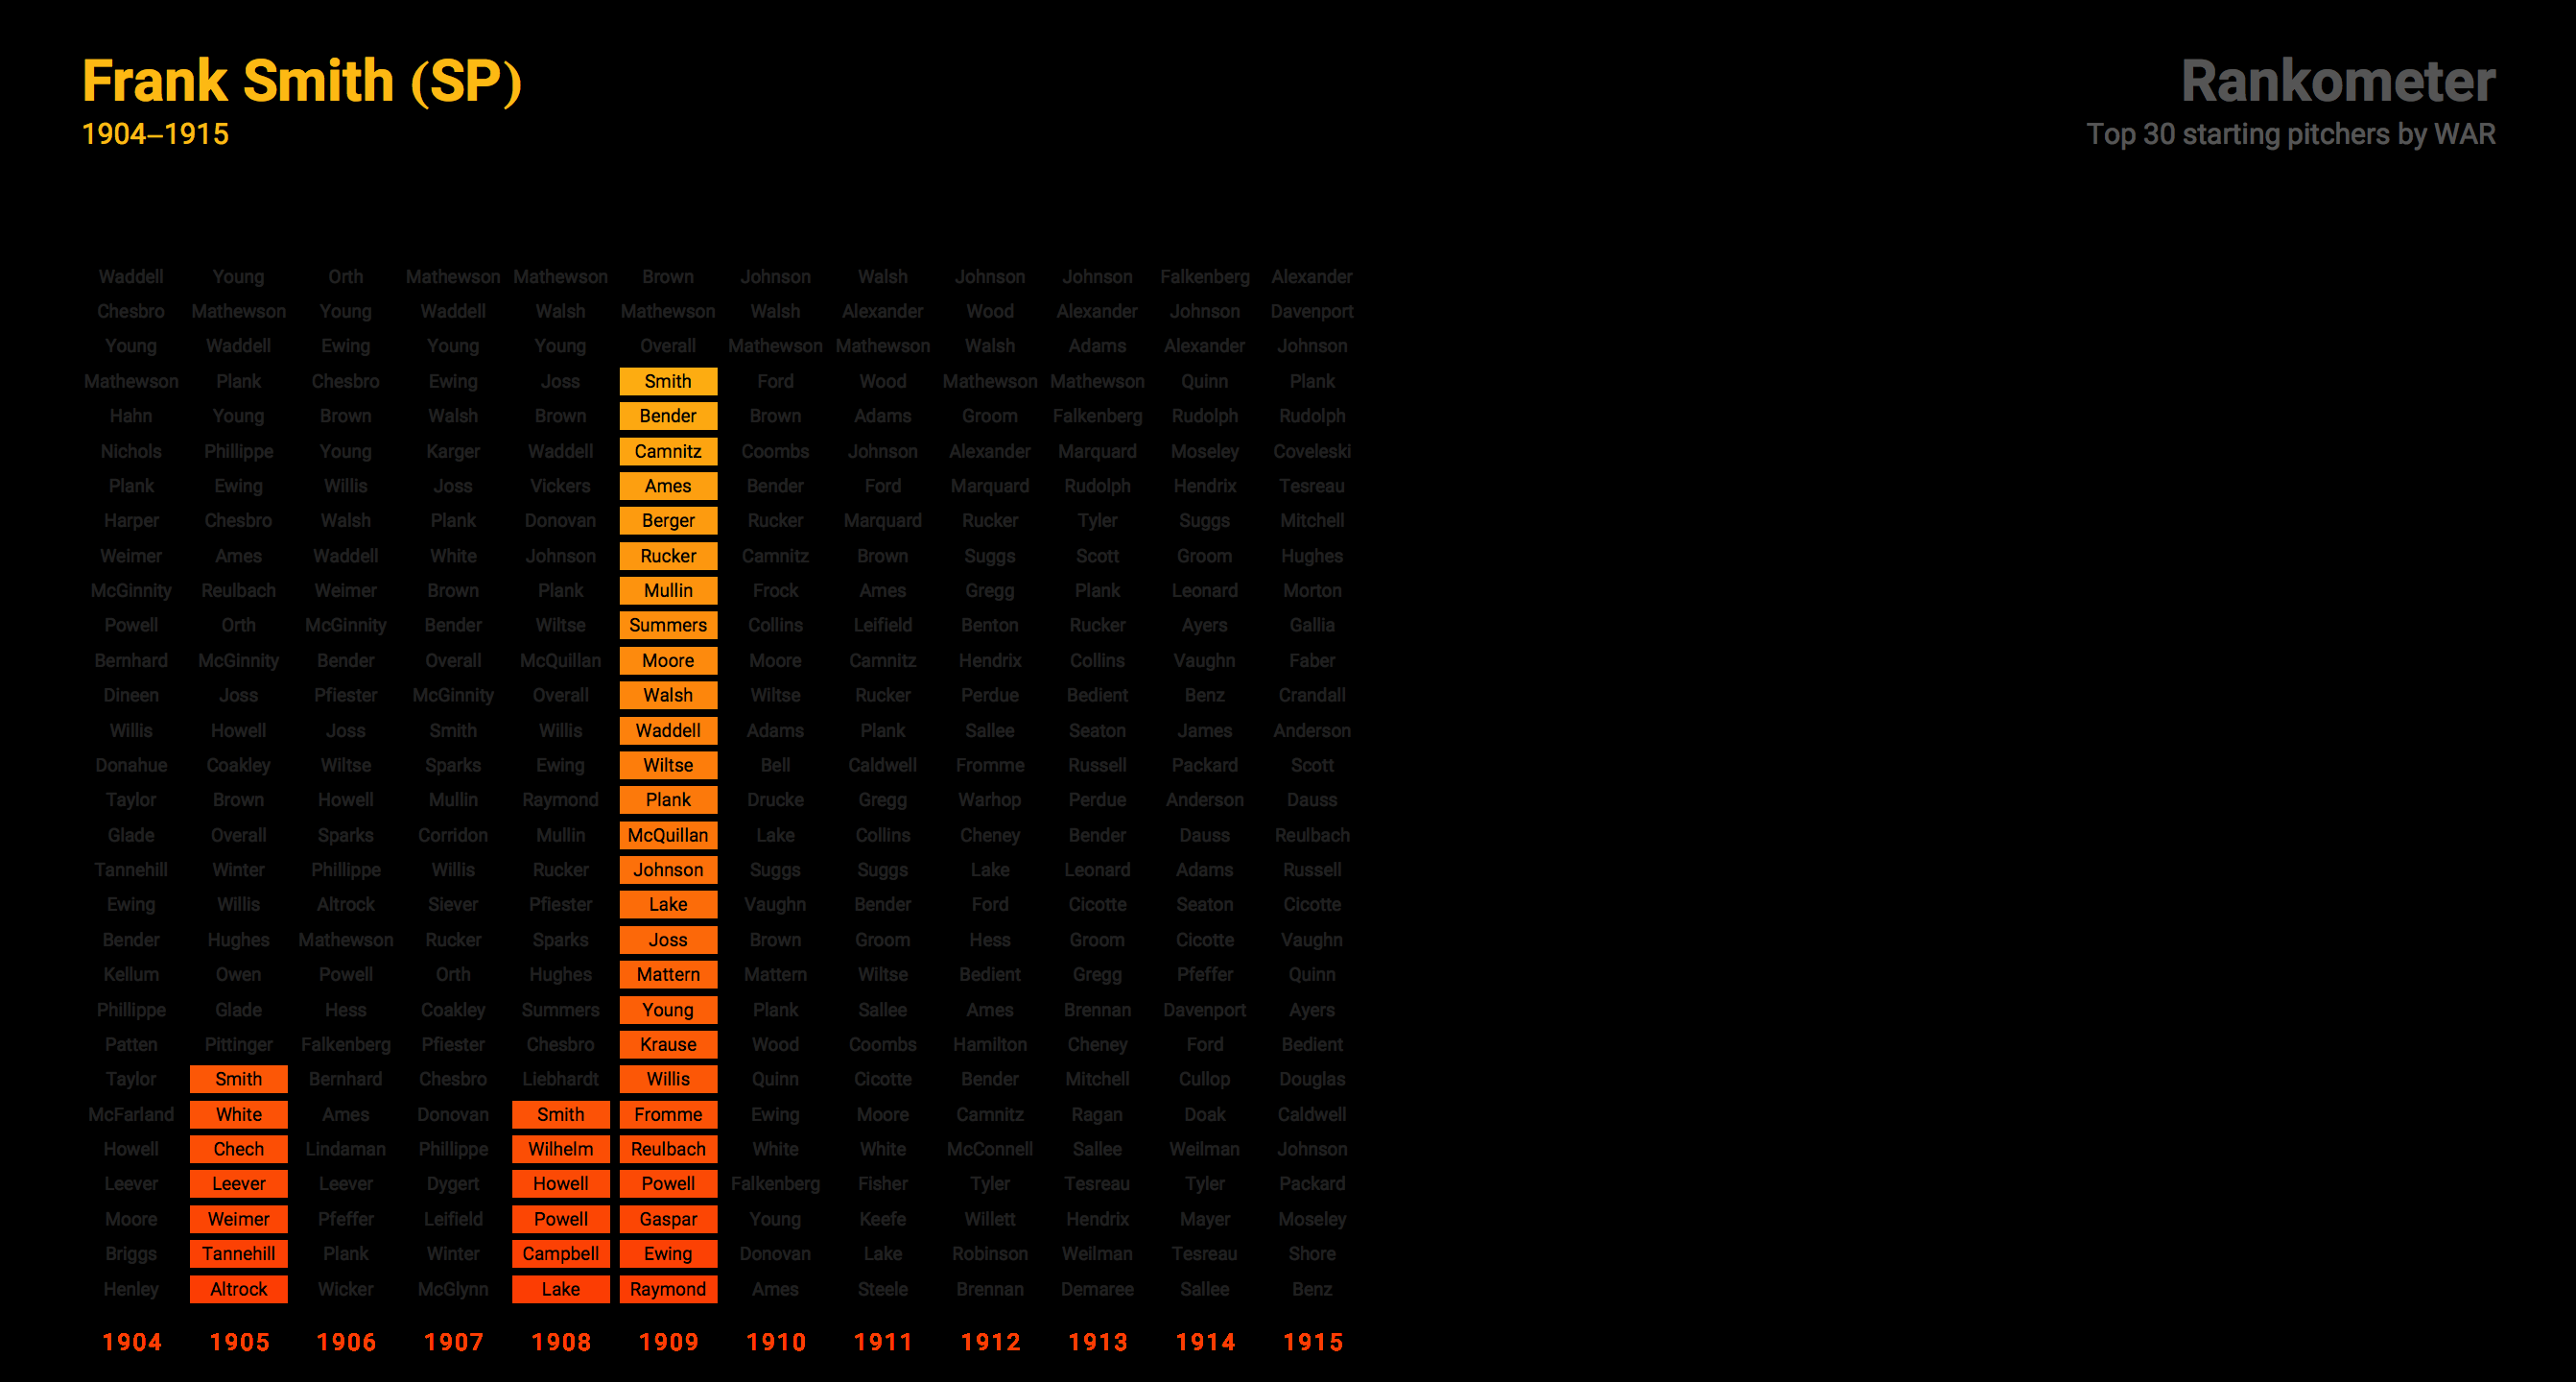 Frank Smith (SP)
1904–1915
Rankometer
Top 30 starting pitchers by WAR
Waddell Young Orth Mathewson Mathewson Brown Johnson Walsh Johnson Johnson Falkenberg Alexander
Chesbro Mathewson Young Waddell Walsh Mathewson Walsh Alexander Wood Alexander Johnson Davenport
Young Waddell Ewing Young Young Overall Mathewson Mathewson Walsh Adams Alexander Johnson
Mathewson Plank Chesbro Ewing Joss Smith Ford Wood Mathewson Mathewson Quinn Plank
Hahn Young Brown Walsh Brown Bender Brown Adams Groom Falkenberg Rudolph Rudolph
Nichols Phillippe Young Karger Waddell Camnitz Coombs Johnson Alexander Marquard Moseley Coveleski
Plank Ewing Willis Joss Vickers Ames Bender Ford Marquard Rudolph Hendrix Tesreau
Harper Chesbro Walsh Plank Donovan Berger Rucker Marquard Rucker Tyler Suggs Mitchell
Weimer Ames Waddell White Johnson Rucker Camnitz Brown Suggs Scott Groom Hughes
McGinnity Reulbach Weimer Brown Plank Mullin Frock Ames Gregg Plank Leonard Morton
Powell Orth McGinnity Bender Wiltse Summers Collins Leifield Benton Rucker Ayers Gallia
Bernhard McGinnity Bender Overall McQuillan Moore Moore Camnitz Hendrix Collins Vaughn Faber
Dineen Joss Pfiester McGinnity Overall Walsh Wiltse Rucker Perdue Bedient Benz Crandall
Willis Howell Joss Smith Willis Waddell Adams Plank Sallee Seaton James Anderson
Donahue Coakley Wiltse Sparks Ewing Wiltse Bell Caldwell Fromme Russell Packard Scott
Taylor Brown Howell Mullin Raymond Plank Drucke Gregg Warhop Perdue Anderson Dauss
Glade Overall Sparks Corridon Mullin McQuillan Lake Collins Cheney Bender Dauss Reulbach
Tannehill Winter Phillippe Willis Rucker Johnson Suggs Suggs Lake Leonard Adams Russell
Ewing Willis Altrock Siever Pfiester Lake Vaughn Bender Ford Cicotte Seaton Cicotte
Bender Hughes Mathewson Rucker Sparks Joss Brown Groom Hess Groom Cicotte Vaughn
Kellum Owen Powell Orth Hughes Mattern Mattern Wiltse Bedient Gregg Pfeffer Quinn
Phillippe Glade Hess Coakley Summers Young Plank Sallee Ames Brennan Davenport Ayers
Patten Pittinger Falkenberg Pfiester Chesbro Krause Wood Coombs Hamilton Cheney Ford Bedient
Taylor Smith Bernhard Chesbro Liebhardt Willis Quinn Cicotte Bender Mitchell Cullop Douglas
McFarland White Ames Donovan Smith Fromme Ewing Moore Camnitz Ragan Doak Caldwell
Howell Chech Lindaman Phillippe Wilhelm Reulbach White White McConnell Sallee Weilman Johnson
Leever Leever Leever Dygert Howell Powell Falkenberg Fisher Tyler Tesreau Tyler Packard
Moore Weimer Pfeffer Leifield Powell Gaspar Young Keefe Willett Hendrix Mayer Moseley
Briggs Tannehill Plank Winter Campbell Ewing Donovan Lake Robinson Weilman Tesreau Shore
Henley Altrock Wicker McGlynn Lake Raymond Ames Steele Brennan Demaree Sallee Benz
1904 1905 1906 1907 1908 1909 1910 1911 1912 1913 1914 1915